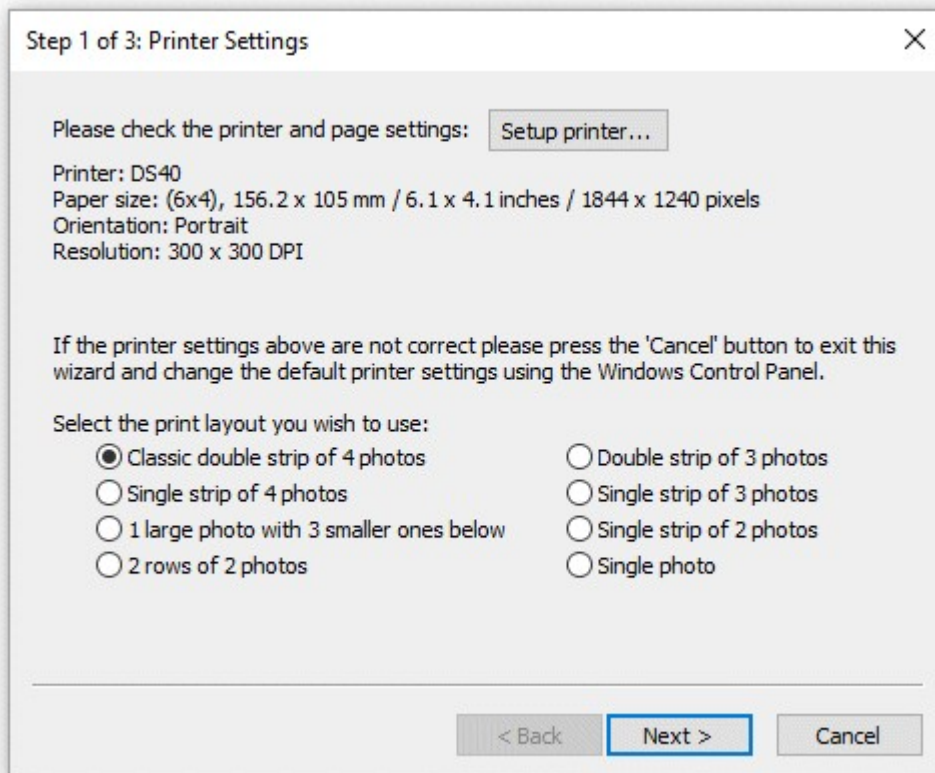 Step 1 of 3: Printer Settings
Please check the printer and page settings:
Setup printer...
Printer: DS40
Paper size: (6x4), 156.2 x 105 mm / 6.1 x 4.1 inches / 1844 x 1240 pixels
Orientation: Portrait
Resolution: 300 x 300 DPI
If the printer settings above are not correct please press the 'Cancel' button to exit this
wizard and change the default printer settings using the Windows Control Panel.
Select the print layout you wish to use:
Classic double strip of 4 photos
Double strip of 3 photos
Single strip of 4 photos
Single strip of 3 photos
1 large photo with 3 smaller ones below
Single strip of 2 photos
2 rows of 2 photos
Single photo
< Back
Next >
Cancel